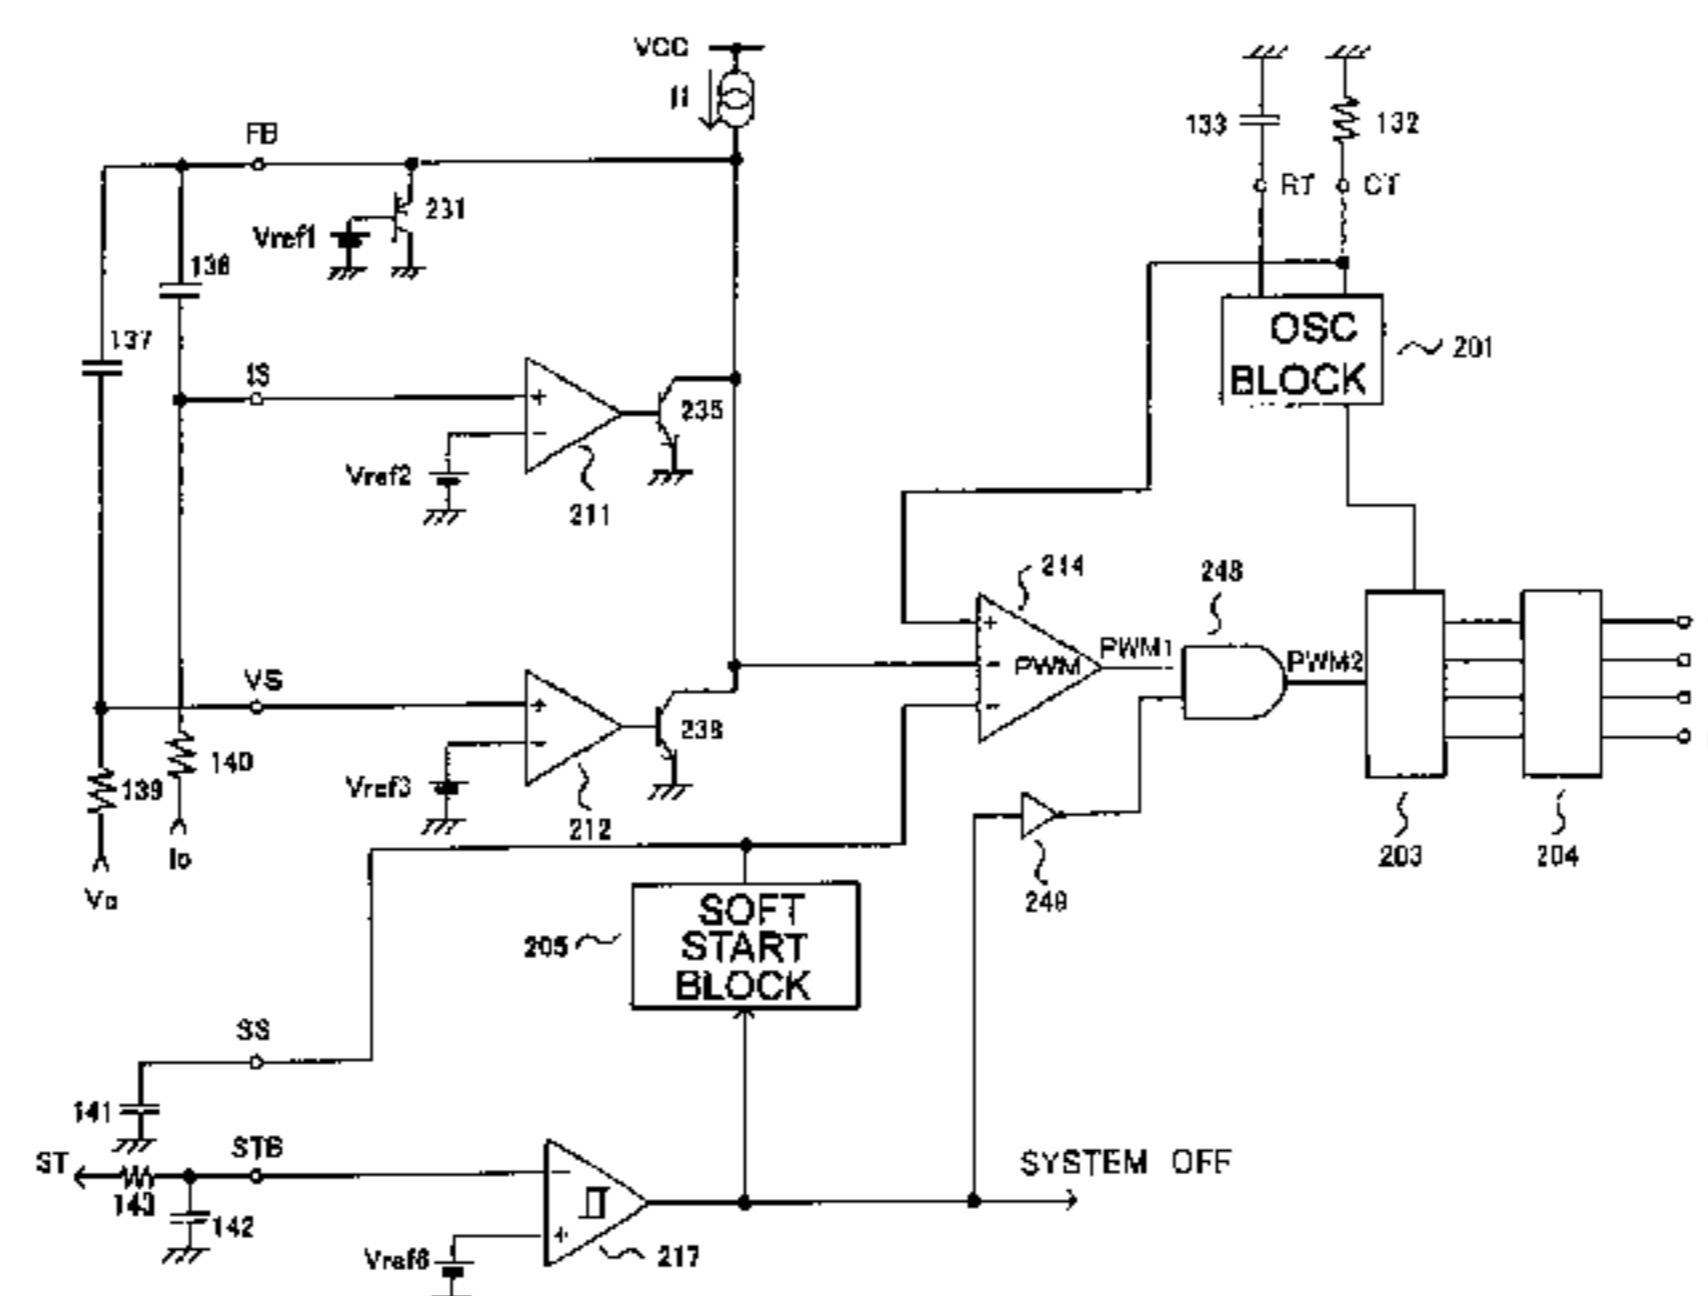 VCC
I1
FB
133
132
RT
CT
231
Vref1
136
OSC
BLOCK
201
137
IS
235
Vref2
211
214
248
PWM1
PWM
PWM2
VS
238
140
139
Vref3
212
Io
Vo
203
204
249
SOFT
START
BLOCK
205
SS
141
STB
ST
143
142
SYSTEM OFF
Vref6
217